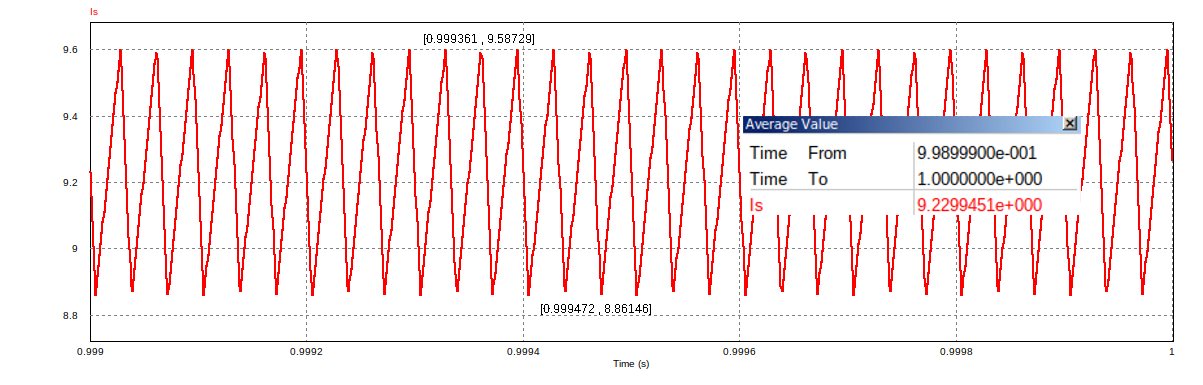 Is
[0.999361 , 9.58729]
9.6
9.4
9.2
9
8.8
Average Value
Time From 9.9899900e-001
Time To 1.0000000e+000
Is 9.2299451e+000
[0.999472 , 8.86146]
0.999 0.9992 0.9994 0.9996 0.9998 1
Time (s)